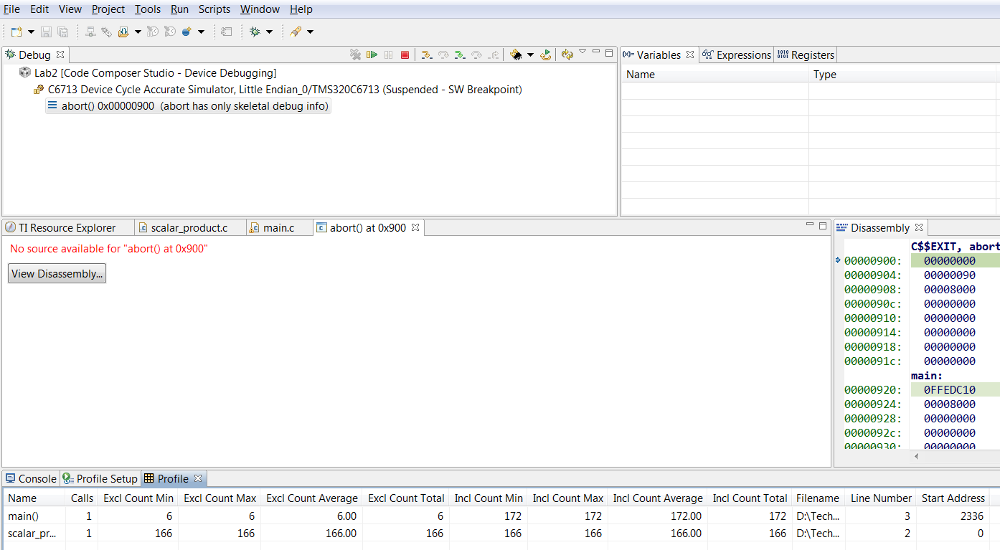 File Edit View Project Tools Run Scripts Window Help
Debug
Lab2 [Code Composer Studio - Device Debugging]
C6713 Device Cycle Accurate Simulator, Little Endian_0/TMS320C6713 (Suspended - SW Breakpoint)
abort() 0x00000900 (abort has only skeletal debug info)
(x)= Variables Expressions 1010 0101 Registers
Name Type
TI Resource Explorer scalar_product.c main.c abort() at 0x900
No source available for "abort() at 0x900"
View Disassembly...
Disassembly
C$$EXIT, abort
00000900: 00000000
00000904: 00000090
00000908: 00008000
0000090c: 00000000
00000910: 00000000
00000914: 00000000
00000918: 00000000
0000091c: 00000000
main:
00000920: 0FFEDC10
00000924: 00008000
00000928: 00000000
0000092c: 00000000
00000930: 00000000
Console Profile Setup Profile
Name Calls Excl Count Min Excl Count Max Excl Count Average Excl Count Total Incl Count Min Incl Count Max Incl Count Average Incl Count Total Filename Line Number Start Address
main() 1 6 6 6.00 6 172 172 172.00 172 D:\Tech... 3 2336
scalar_pr... 1 166 166 166.00 166 166 166 166.00 166 D:\Tech... 2 0